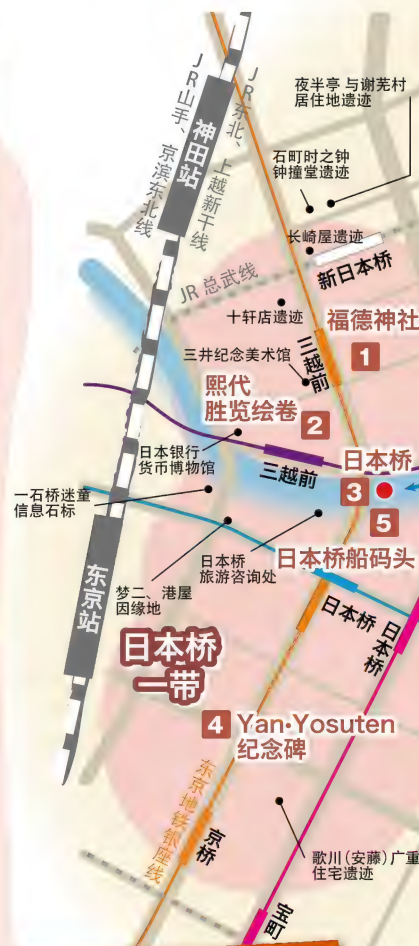 夜半亭 与谢芜村
居住地遗迹
JR东北、上越新干线
神田站
JR山手、京滨东北线
石町时之钟
钟撞堂遗迹
长崎屋遗迹
新日本桥
JR 总武线
十轩店遗迹
福德神社
1
三越前
三井纪念美术馆
熙代
胜览绘卷
2
日本银行
货币博物馆
三越前
日本桥
3
5
一石桥迷童
信息石标
日本桥
旅游咨询处
日本桥船码头
梦二、港屋
因缘地
东京站
日本桥
日本桥
日本桥
一带
4
Yan·Yosuten
纪念碑
东京地铁银座线
京桥
歌川(安藤)广重
住宅遗迹
宝町